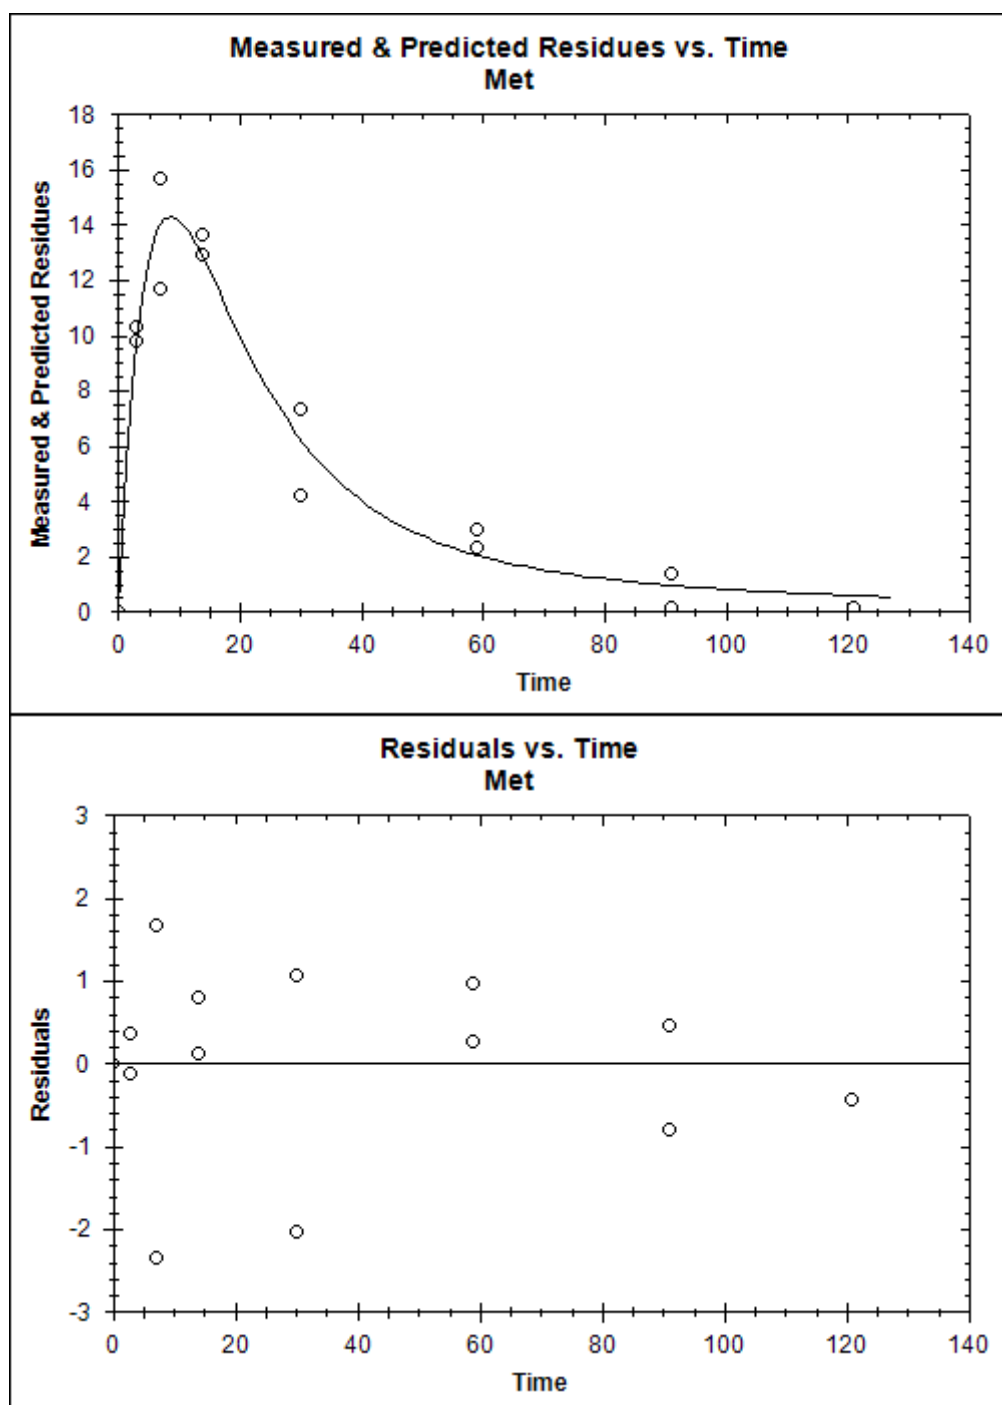 Measured & Predicted Residues vs. Time
Met
Measured & Predicted Residues
18
16
14
12
10
8
6
4
2
0
0 20 40 60 80 100 120 140
Time
Residuals vs. Time
Met
Residuals
3
2
1
0
-1
-2
-3
0 20 40 60 80 100 120 140
Time